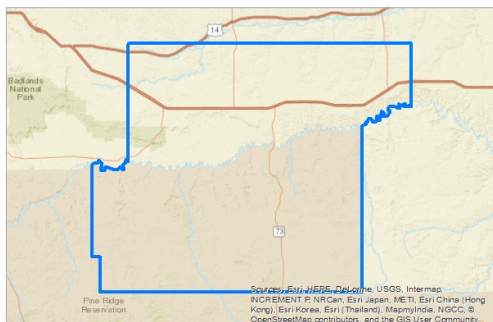 14
Badlands
National
Park
73
Pine Ridge
Reservation
Sources: Esri, HERE, DeLorme, USGS, Intermap,
INCREMENT P, NRCan, Esri Japan, METI, Esri China (Hong
Kong), Esri Korea, Esri (Thailand), MapmyIndia, NGCC, ©
OpenStreetMap contributors, and the GIS User Community